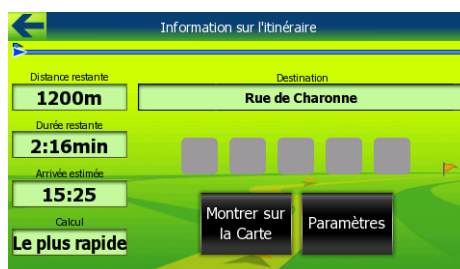 Information sur l'itinéraire
Distance restante
1200m
Destination
Rue de Charonne
Durée restante
2:16min
Arrivée estimée
15:25
Calcul
Le plus rapide
Montrer sur
la Carte
Paramètres